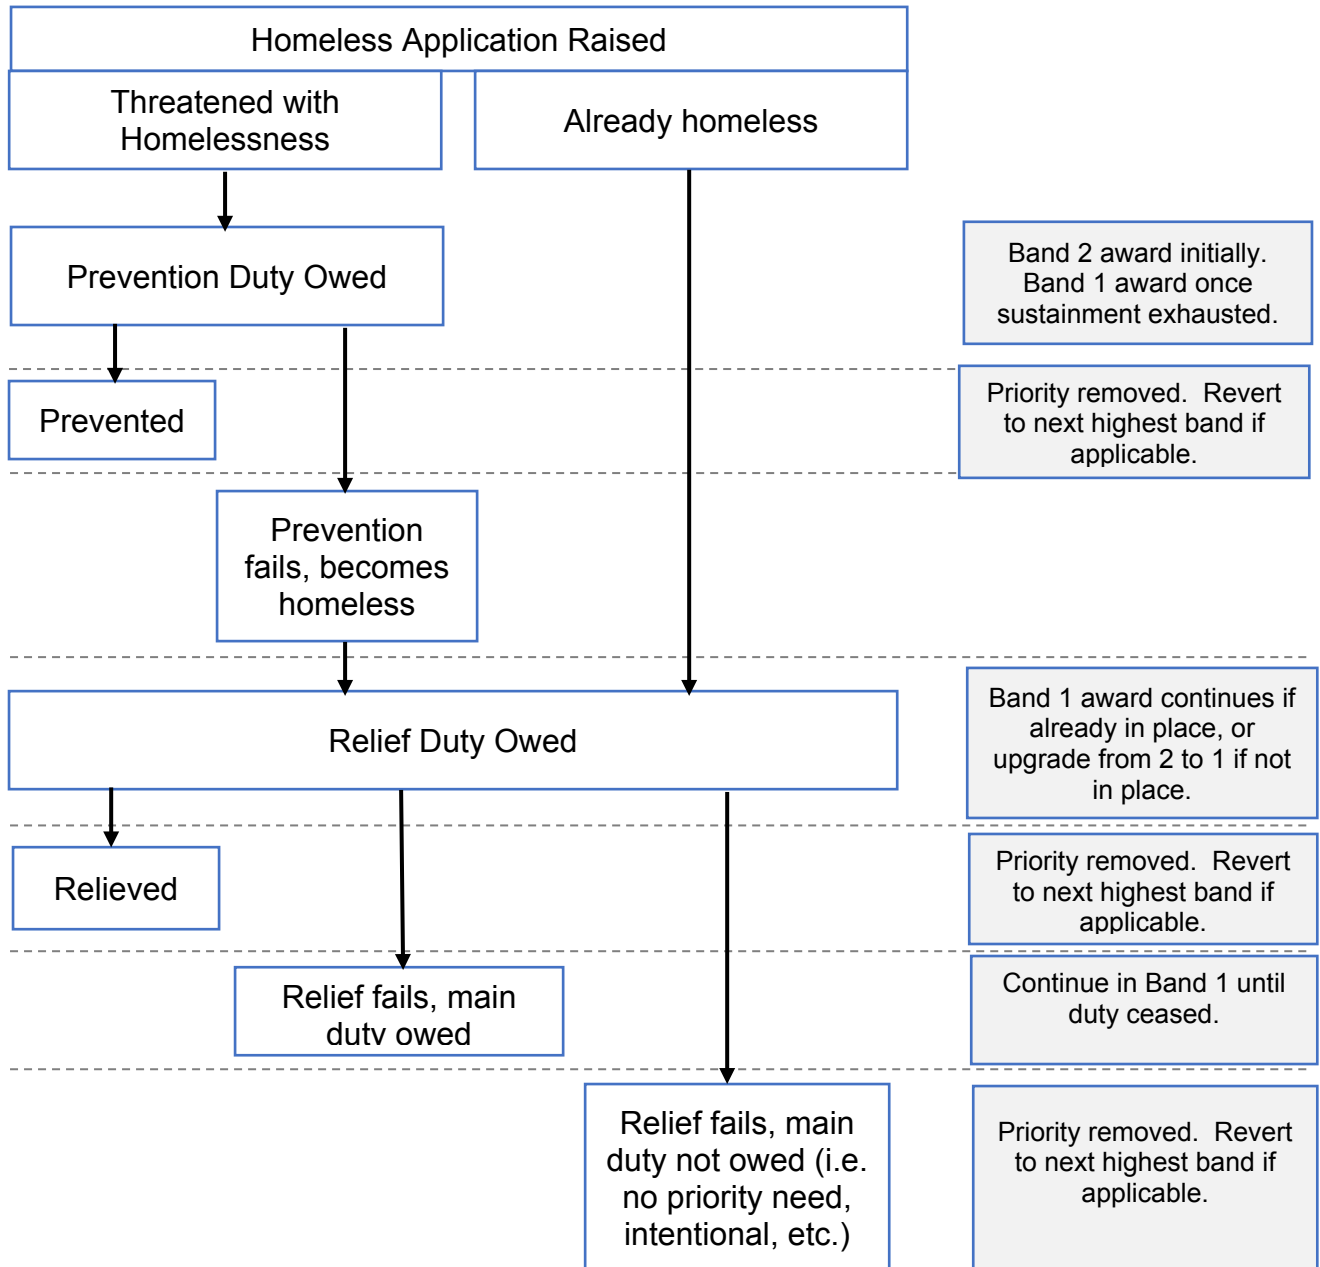 Homeless Application Raised
Threatened with
Homelessness
Already homeless
Prevention Duty Owed
Band 2 award initially.
Band 1 award once
sustainment exhausted.
Prevented
Priority removed.  Revert
to next highest band if
applicable.
Prevention
fails, becomes
homeless
Relief Duty Owed
Band 1 award continues if
already in place, or
upgrade from 2 to 1 if not
in place.
Relieved
Priority removed.  Revert
to next highest band if
applicable.
Relief fails, main
duty owed
Continue in Band 1 until
duty ceased.
Relief fails, main
duty not owed (i.e.
no priority need,
intentional, etc.)
Priority removed.  Revert
to next highest band if
applicable.